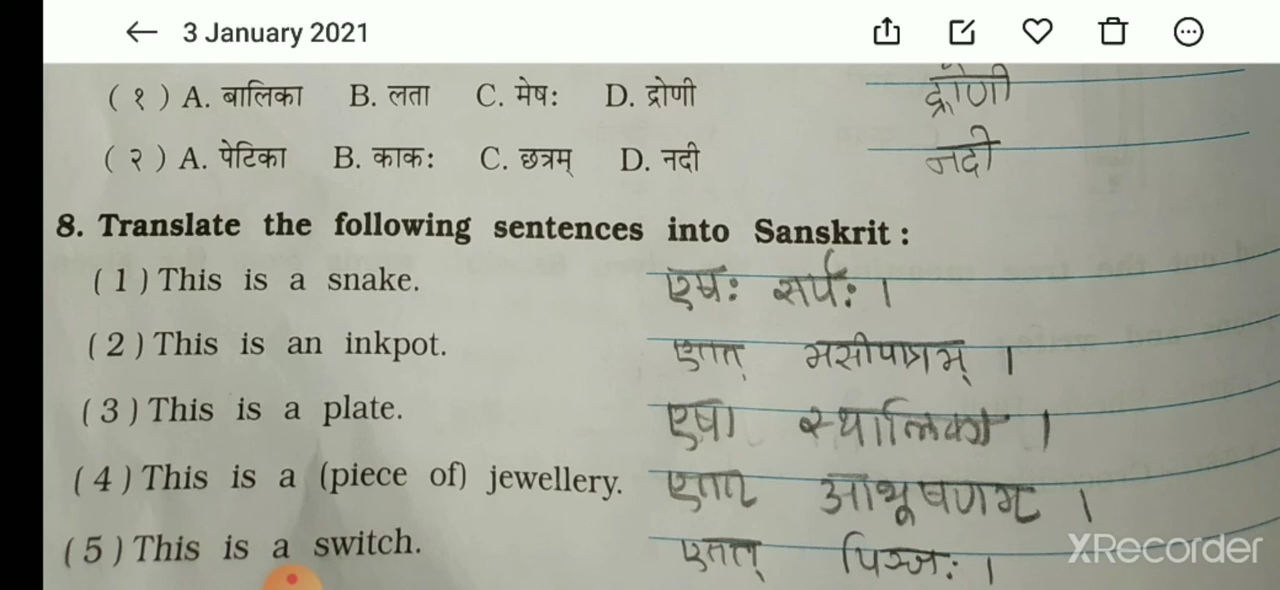 3 January 2021
( १ ) A. बालिका B. लता C. मेषः D. द्रोणी द्रोणी
( २ ) A. पेटिका B. काकः C. छत्रम् D. नदी नदी
8. Translate the following sentences into Sanskrit :
( 1 ) This is a snake. एषः सर्पः ।
( 2 ) This is an inkpot. एतत् मसीपात्रम् ।
( 3 ) This is a plate. एषा स्थालिका ।
( 4 ) This is a (piece of) jewellery. एतत् आभूषणम् ।
( 5 ) This is a switch. एतत् पिञ्जः ।
XRecorder